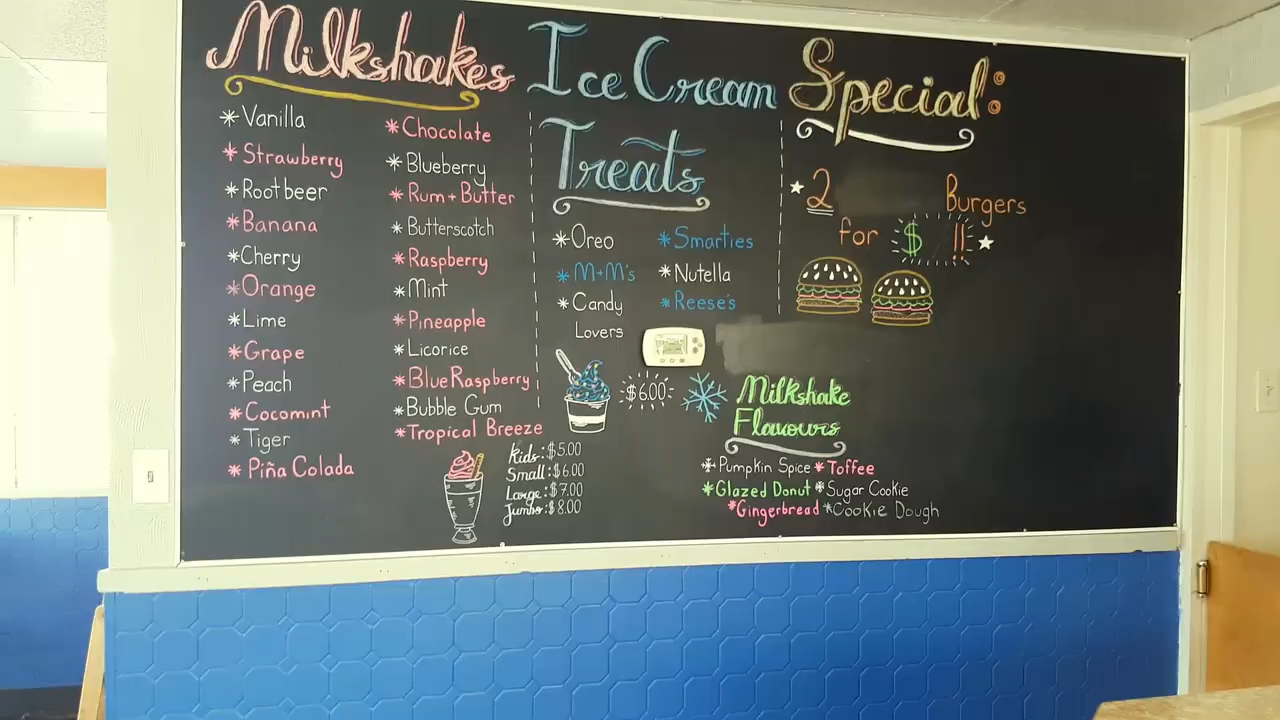 Milkshakes
*Vanilla
*Strawberry
*Rootbeer
*Banana
*Cherry
*Orange
*Lime
*Grape
*Peach
*Cocomint
*Tiger
*Piña Colada
*Chocolate
*Blueberry
*Rum+Butter
*Butterscotch
*Raspberry
*Mint
*Pineapple
*Licorice
*Blue Raspberry
*Bubble Gum
*Tropical Breeze
Kids: $5.00
Small: $6.00
Large: $7.00
Jumbo: $8.00
Ice Cream
Treats
*Oreo
*M+M's
*Candy
Lovers
*Smarties
*Nutella
*Reese's
$6.00
Special:
2 Burgers
for $ !!
Milkshake
Flavours
*Pumpkin Spice *Toffee
*Glazed Donut *Sugar Cookie
*Gingerbread *Cookie Dough